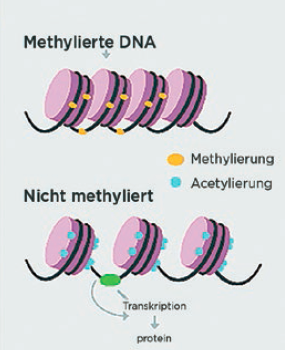 Methylierte DNA
Methylierung
Acetylierung
Nicht methyliert
Transkription
protein